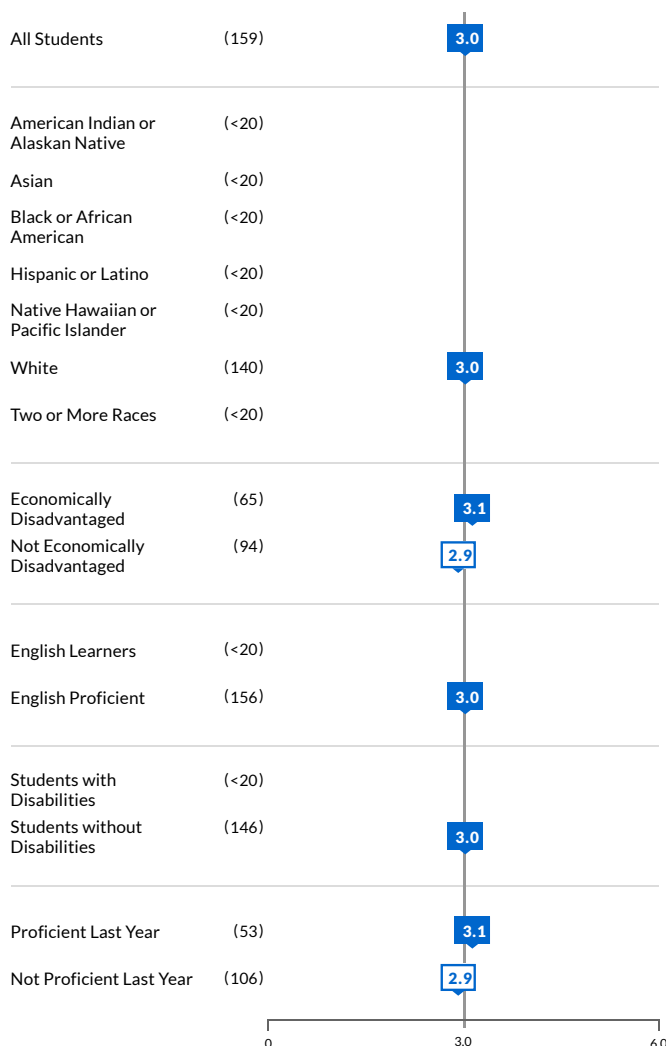 All Students (159) 3.0
American Indian or (<20)
Alaskan Native
Asian (<20)
Black or African (<20)
American
Hispanic or Latino (<20)
Native Hawaiian or (<20)
Pacific Islander
White (140) 3.0
Two or More Races (<20)
Economically (65) 3.1
Disadvantaged
Not Economically (94) 2.9
Disadvantaged
English Learners (<20)
English Proficient (156) 3.0
Students with (<20)
Disabilities
Students without (146) 3.0
Disabilities
Proficient Last Year (53) 3.1
Not Proficient Last Year (106) 2.9
0 3.0 6.0